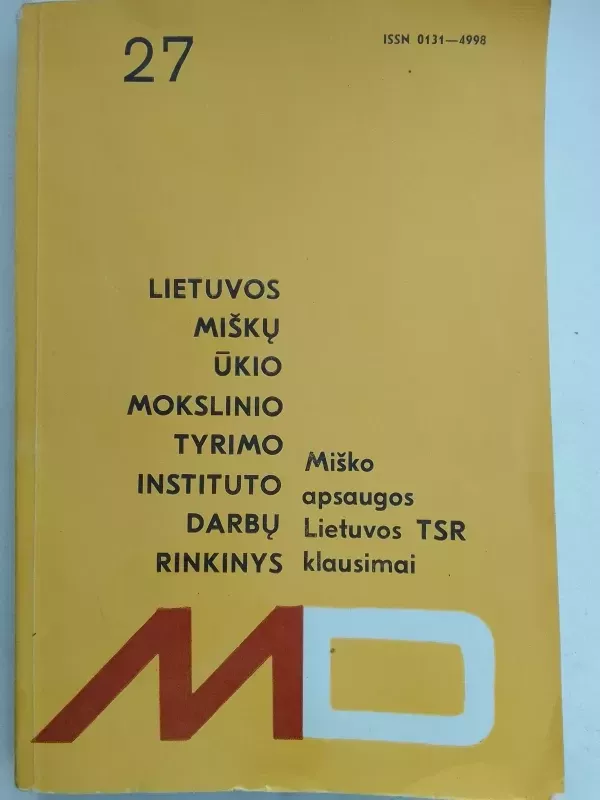 27
ISSN 0131—4998
LIETUVOS
MIŠKŲ
ŪKIO
MOKSLINIO
TYRIMO
INSTITUTO
DARBŲ
RINKINYS
Miško
apsaugos
Lietuvos TSR
klausimai
MD